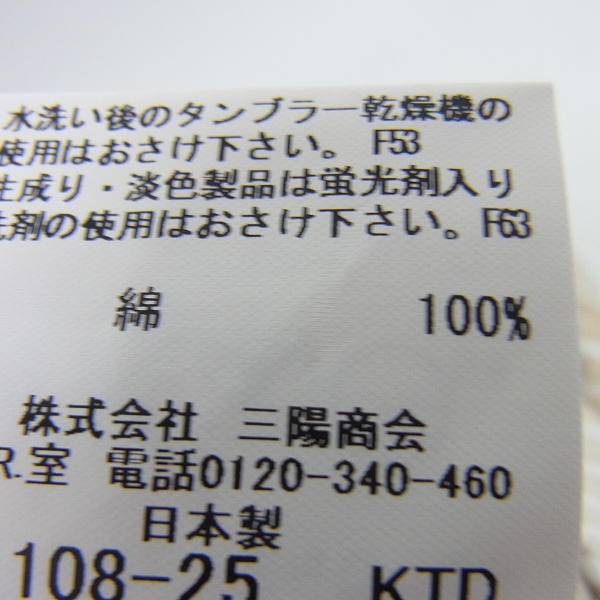 水洗い後のタンブラー乾燥機の
使用はおさけ下さい。 F53
生成り・淡色製品は蛍光剤入り
洗剤の使用はおさけ下さい。F63
綿 100%
株式会社 三陽商会
R.室 電話0120-340-460
日本製
108-25 KTD